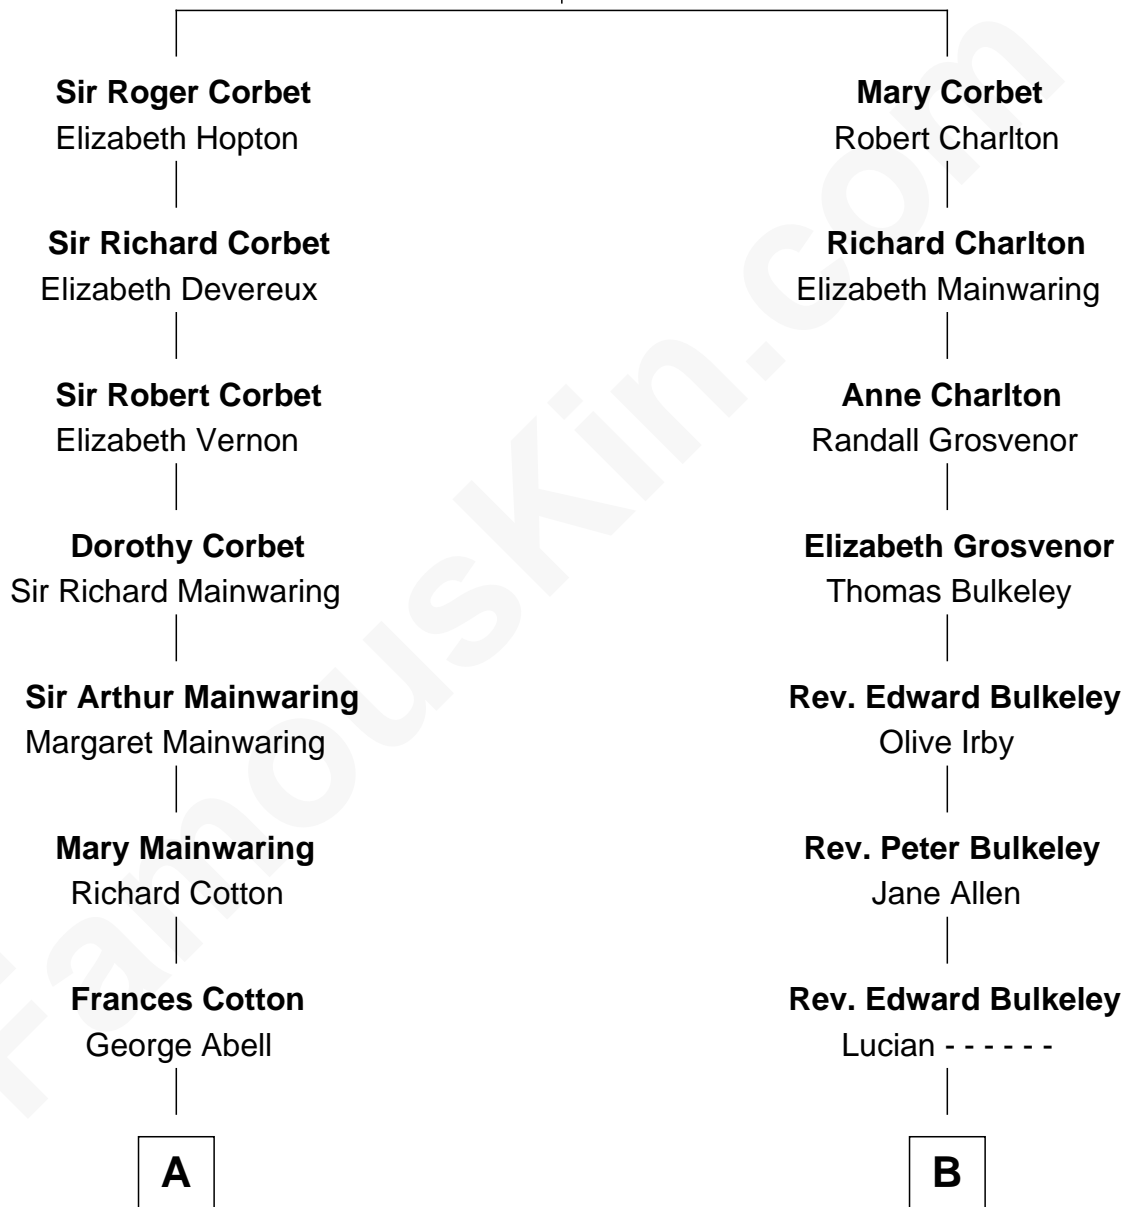 Sir Roger Corbet
Elizabeth Hopton
Sir Richard Corbet
Elizabeth Devereux
Sir Robert Corbet
Elizabeth Vernon
Dorothy Corbet
Sir Richard Mainwaring
Sir Arthur Mainwaring
Margaret Mainwaring
Mary Mainwaring
Richard Cotton
Frances Cotton
George Abell
A
Mary Corbet
Robert Charlton
Richard Charlton
Elizabeth Mainwaring
Anne Charlton
Randall Grosvenor
Elizabeth Grosvenor
Thomas Bulkeley
Rev. Edward Bulkeley
Olive Irby
Rev. Peter Bulkeley
Jane Allen
Rev. Edward Bulkeley
Lucian - - - - - -
B
FamousKin.com